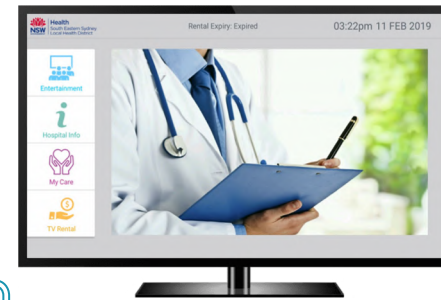 NSW
Health
South Eastern Sydney
Local Health District
Rental Expiry: Expired
03:22pm 11 FEB 2019
Entertainment
Hospital Info
My Care
TV Rental